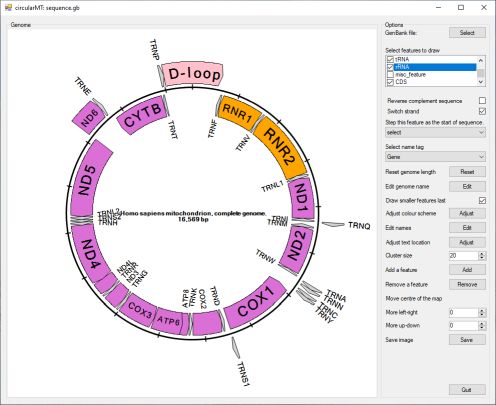 circularMT: sequence.gb
Genome
TRNP
D-loop
TRNE
ND6
CYTB
TRNT
TRNF
RNR1
TRNV
RNR2
TRNL1
ND1
ND5
TRNL2
TRNS2
TRNH
Homo sapiens mitochondrion, complete genome.
16,569 bp
TRNI
TRNM
TRNQ
ND2
TRNW
ND4
ND4L
TRNR
ND3
TRNG
COX3
ATP6
ATP8
TRNK
COX2
TRND
COX1
TRNA
TRNN
TRNC
TRNY
TRNS1
Options
GenBank file:
Select
Select features to draw
tRNA
rRNA
misc_feature
CDS
Reverse complement sequence
Switch strand
Step this feature as the start of sequence
select
Select name tag
Gene
Reset genome length
Reset
Edit genome name
Edit
Draw smaller features last
Adjust colour scheme
Adjust
Edit names
Edit
Adjust text location
Adjust
Cluster size
20
Add a feature
Add
Remove a feature
Remove
Move centre of the map
More left-right
0
More up-down
0
Save image
Save
Quit